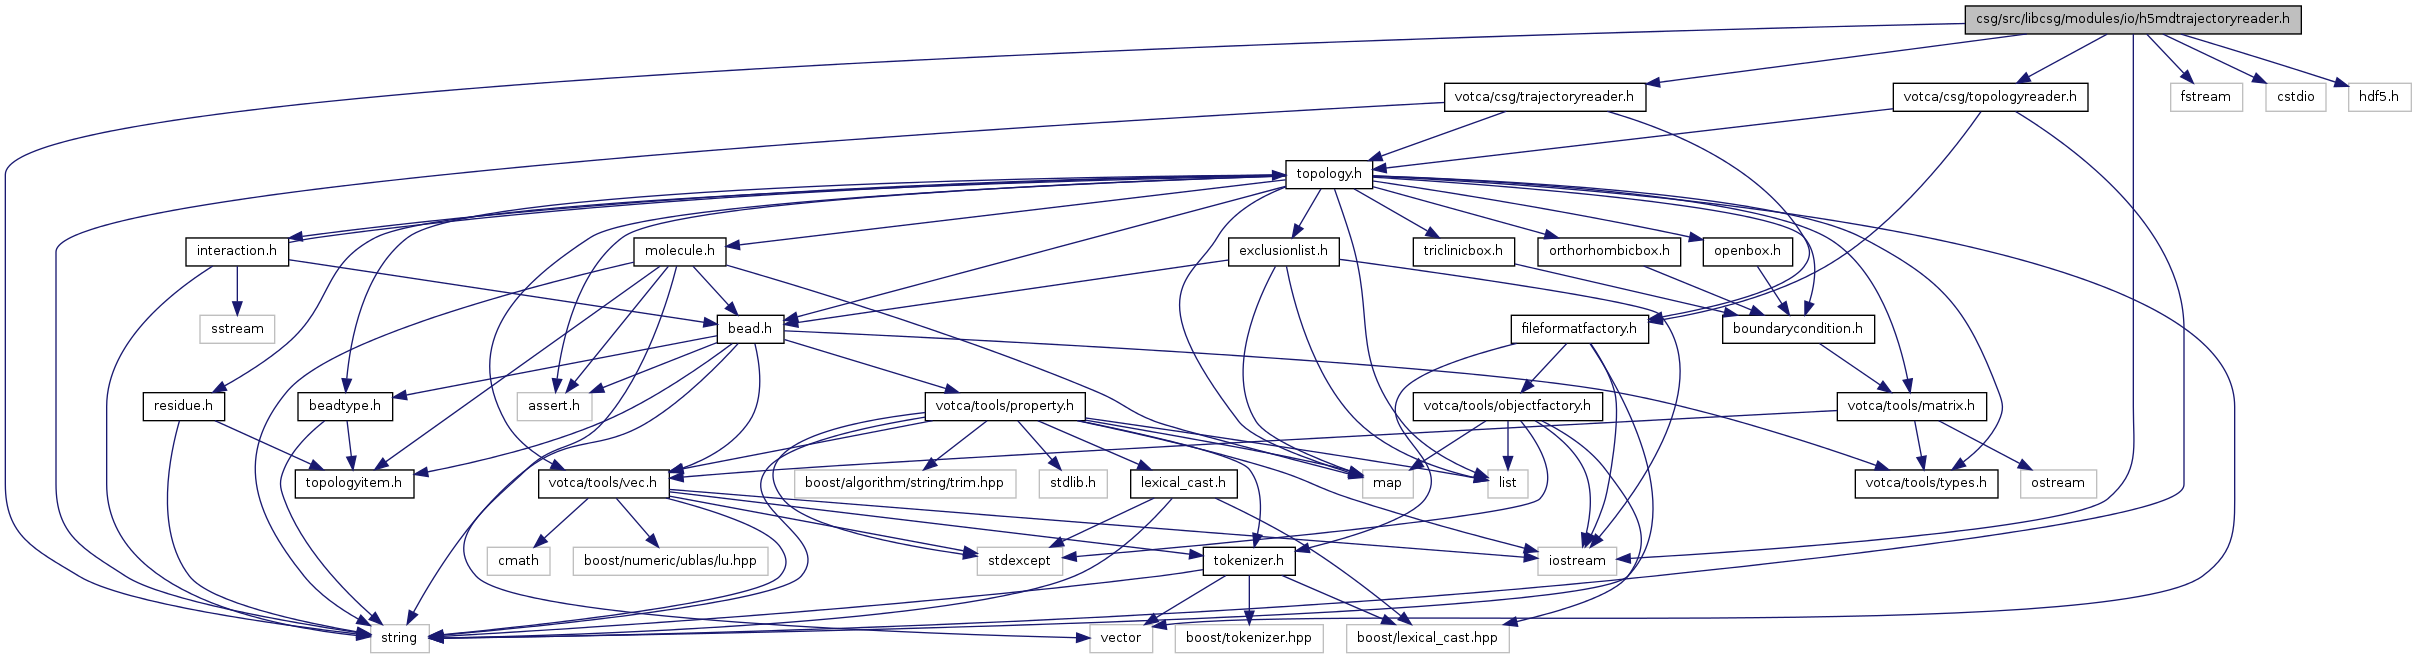 csg/src/libcsg/modules/io/h5mdtrajectoryreader.h
votca/csg/trajectoryreader.h
votca/csg/topologyreader.h
fstream
cstdio
hdf5.h
topology.h
interaction.h
molecule.h
exclusionlist.h
triclinicbox.h
orthorhombicbox.h
openbox.h
sstream
bead.h
fileformatfactory.h
boundarycondition.h
residue.h
beadtype.h
assert.h
votca/tools/property.h
votca/tools/objectfactory.h
votca/tools/matrix.h
topologyitem.h
votca/tools/vec.h
boost/algorithm/string/trim.hpp
stdlib.h
lexical_cast.h
map
list
votca/tools/types.h
ostream
cmath
boost/numeric/ublas/lu.hpp
stdexcept
tokenizer.h
iostream
string
vector
boost/tokenizer.hpp
boost/lexical_cast.hpp